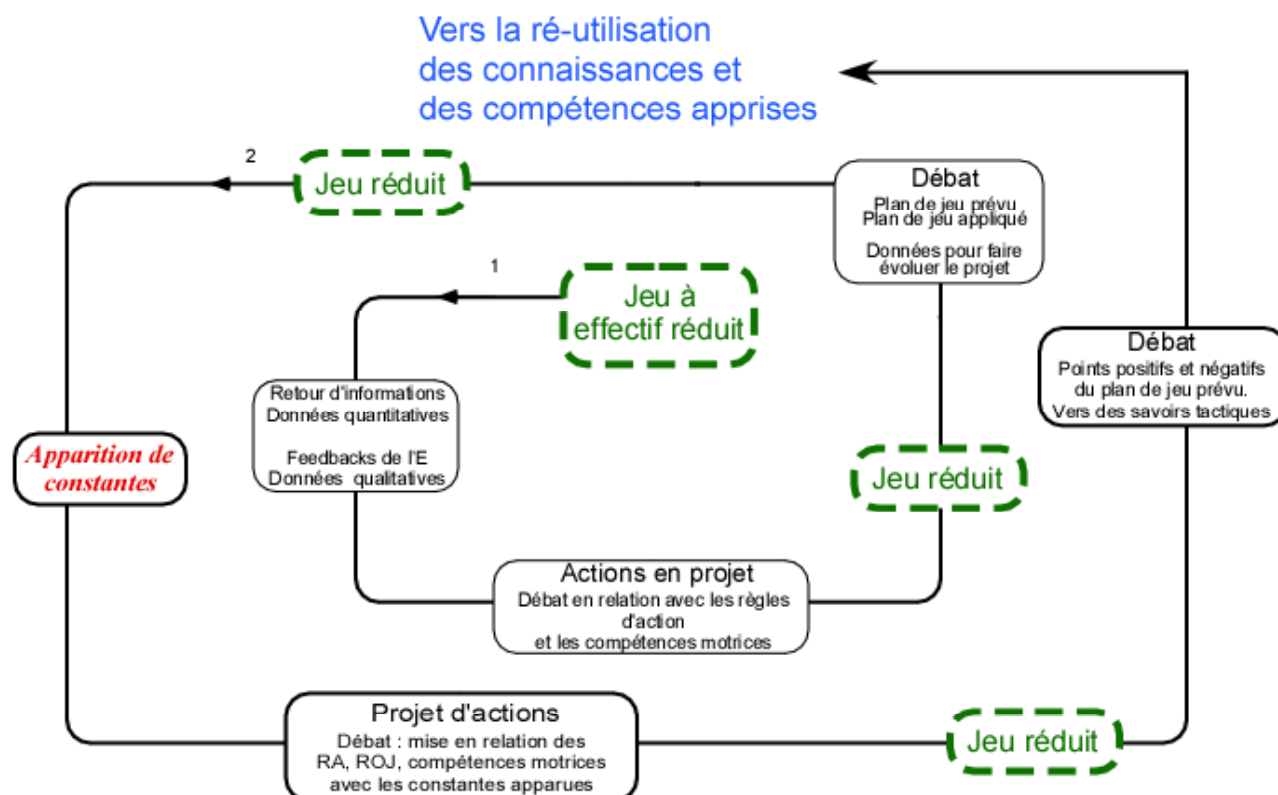 Vers la ré-utilisation
des connaissances et
des compétences apprises
2
Jeu réduit
Débat
Plan de jeu prévu
Plan de jeu appliqué
Données pour faire
évoluer le projet
1
Jeu à
effectif réduit
Débat
Points positifs et négatifs
du plan de jeu prévu.
Vers des savoirs tactiques
Retour d'informations
Données quantitatives
Feedbacks de l'E
Données qualitatives
Apparition de
constantes
Jeu réduit
Actions en projet
Débat en relation avec les règles
d'action
et les compétences motrices
Projet d'actions
Débat : mise en relation des
RA, ROJ, compétences motrices
avec les constantes apparues
Jeu réduit